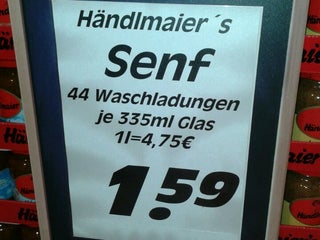 Händlmaier´s
Senf
44 Waschladungen
je 335ml Glas
1l=4,75€
1.59